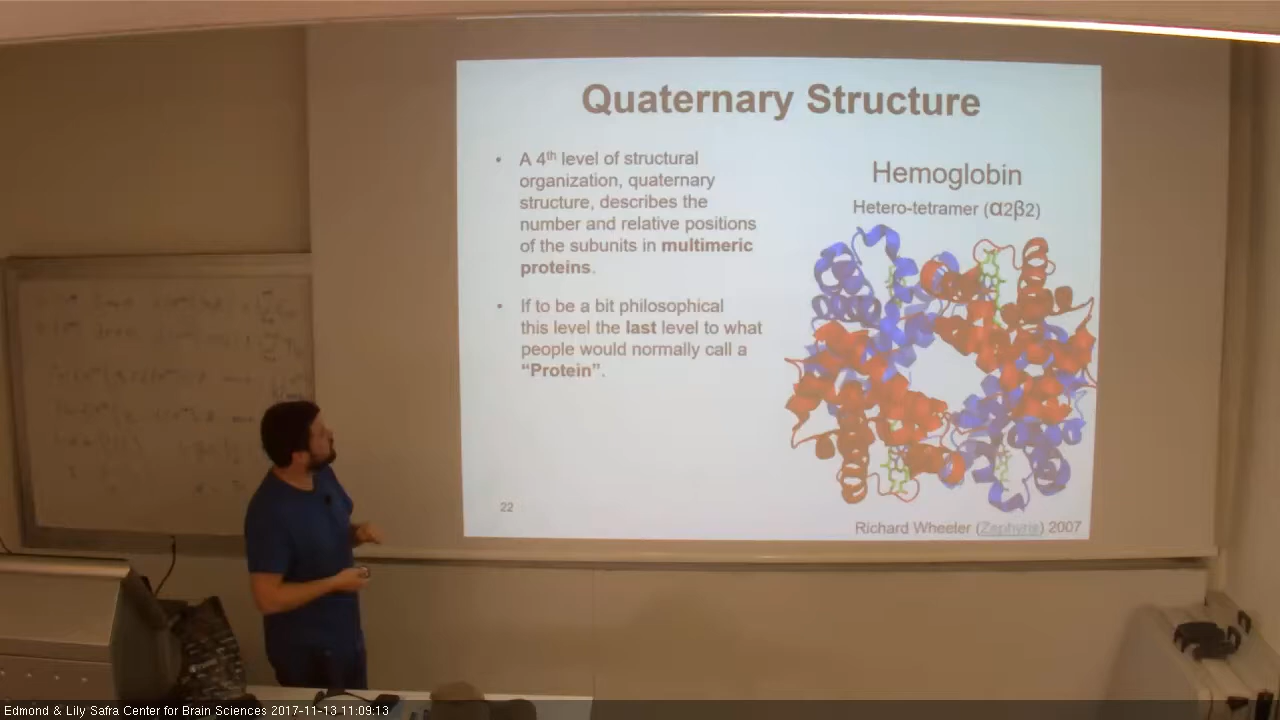 Quaternary Structure
• A 4th level of structural
organization, quaternary
structure, describes the
number and relative positions
of the subunits in multimeric
proteins.
• If to be a bit philosophical
this level the last level to what
people would normally call a
“Protein”.
22
Hemoglobin
Hetero-tetramer (α2β2)
Richard Wheeler (Zephyris) 2007
Edmond & Lily Safra Center for Brain Sciences 2017-11-13 11:09:13